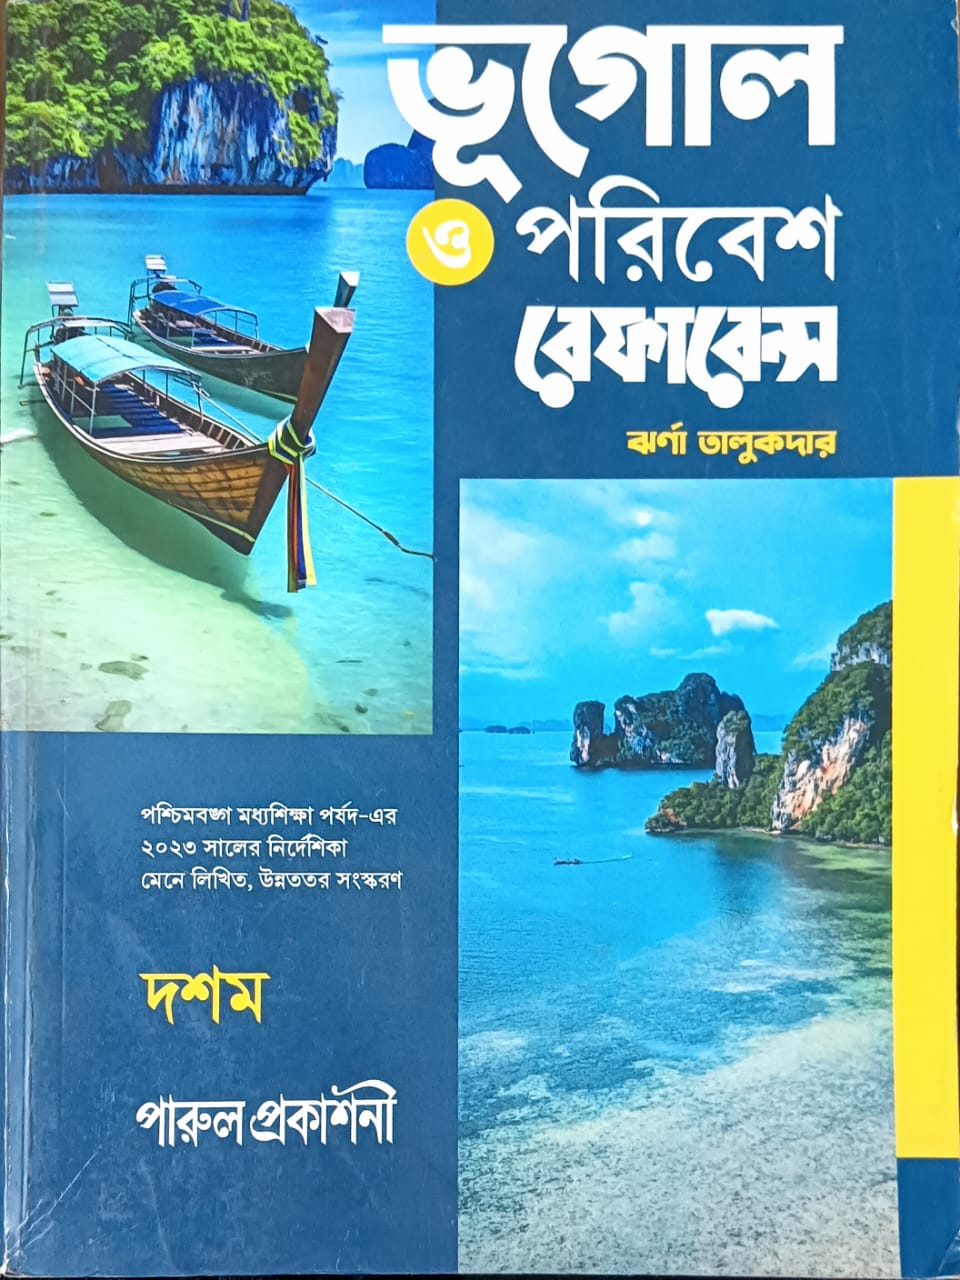 ভূগোল
ও পরিবেশ
রেফারেন্স
ঝর্ণা তালুকদার
পশ্চিমবঙ্গ মধ্যশিক্ষা পর্ষদ-এর
২০২৩ সালের নির্দেশিকা
মেনে লিখিত, উন্নততর সংস্করণ
দশম
পারুল প্রকাশনী